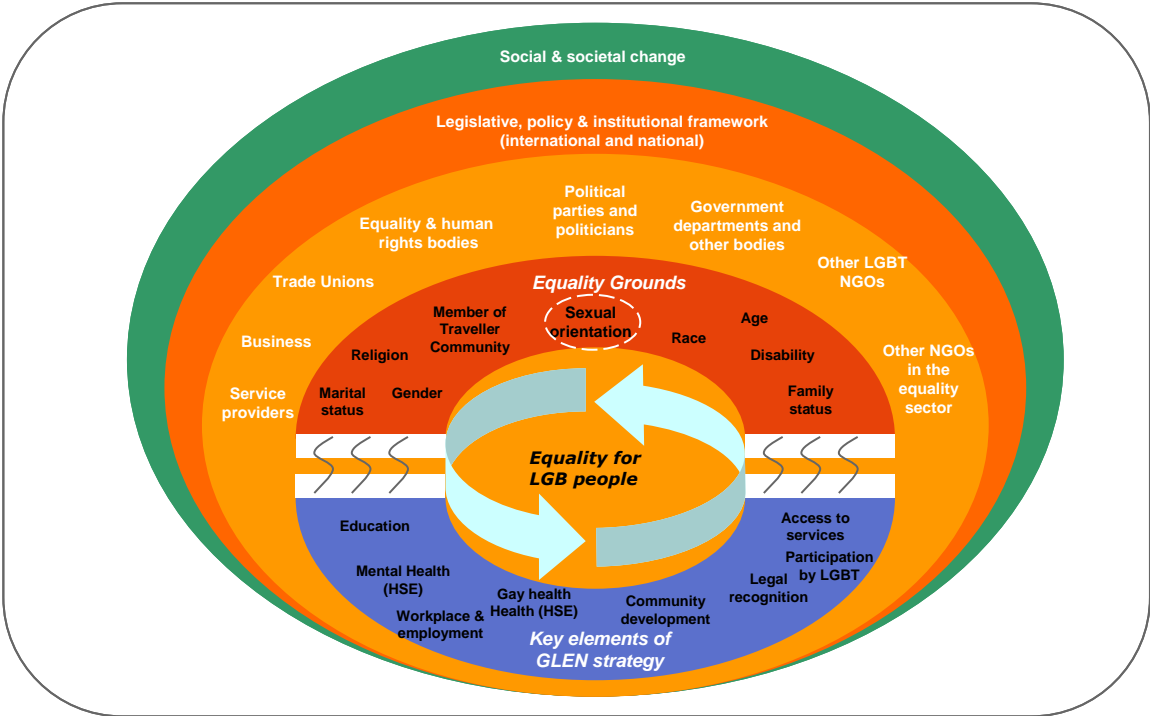 Social & societal change
Legislative, policy & institutional framework
(international and national)
Political
parties and
politicians
Equality & human
rights bodies
Government
departments and
other bodies
Trade Unions
Other LGBT
NGOs
Business
Other NGOs
in the
equality
sector
Service
providers
Equality Grounds
Member of
Traveller
Community
Sexual
orientation
Religion
Race
Age
Disability
Marital
status
Gender
Family
status
Equality for
LGB people
Education
Access to
services
Mental Health
(HSE)
Participation
by LGBT
Legal
recognition
Gay health
Health (HSE)
Workplace &
employment
Community
development
Key elements of
GLEN strategy